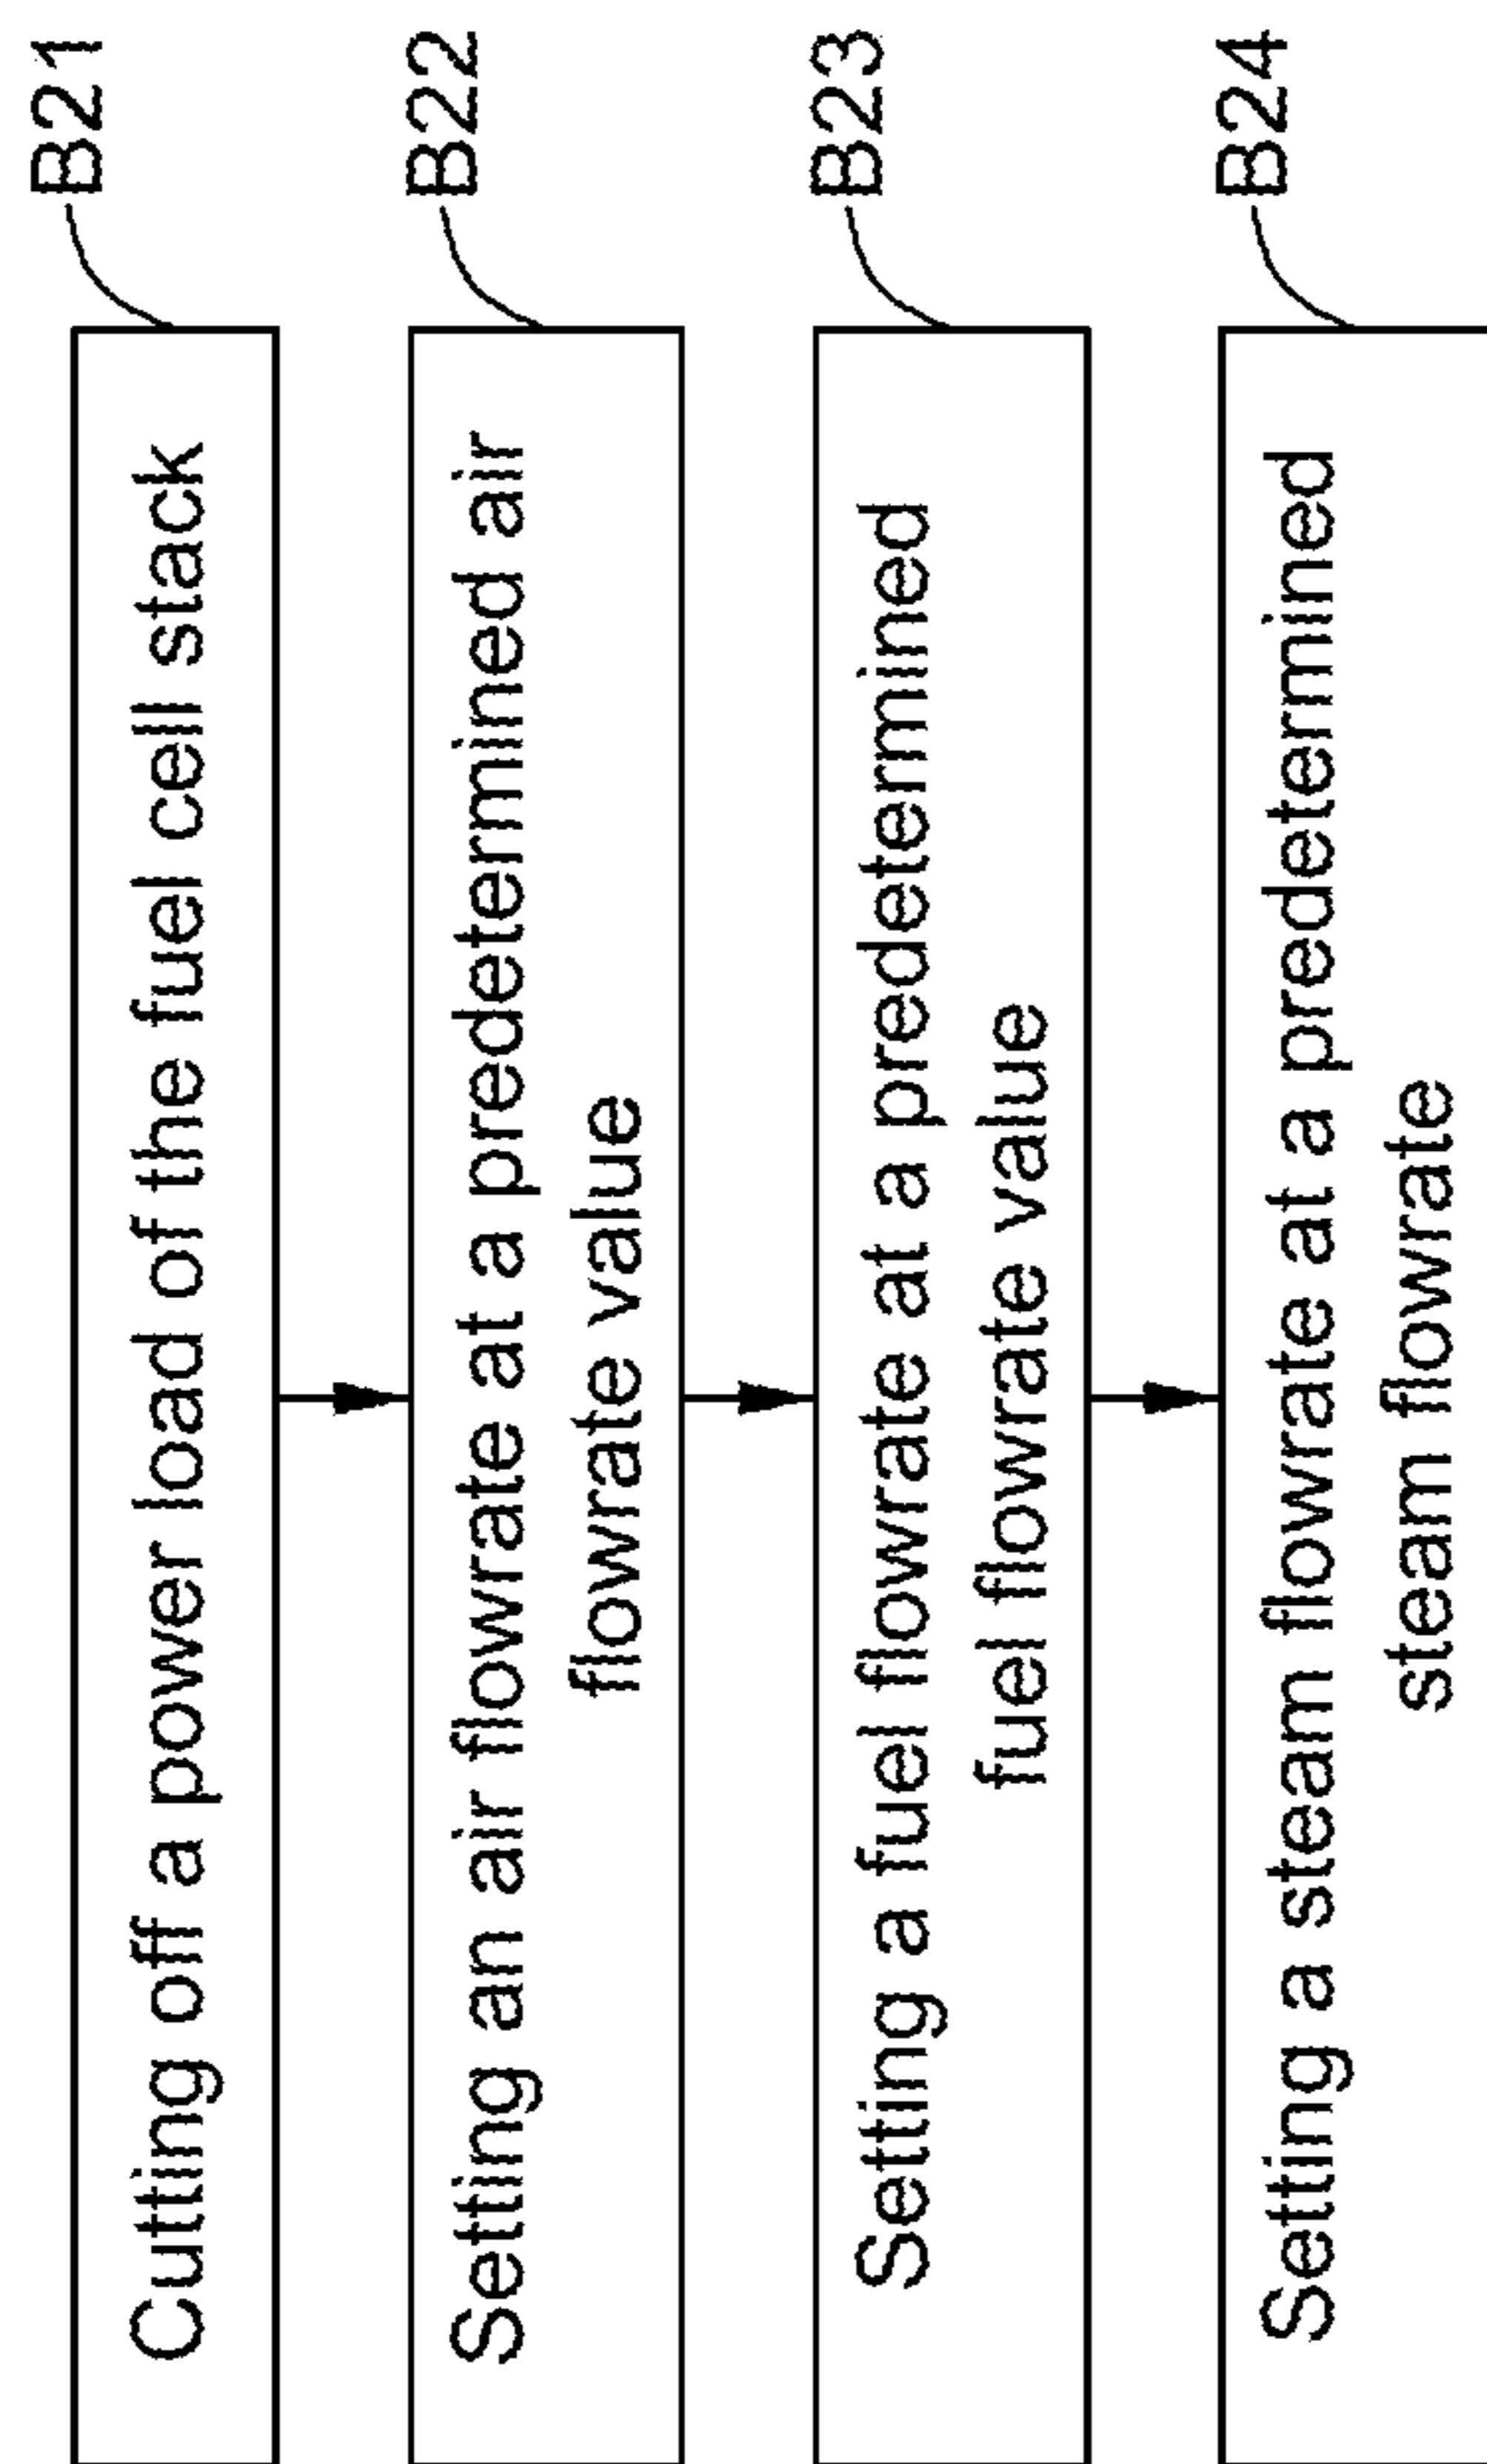 B21
Cutting off a power load of the fuel cell stack
B22
Setting an air flowrate at a predetermined air
flowrate value
B23
Setting a fuel flowrate at a predetermined
fuel flowrate value
B24
Setting a steam flowrate at a predetermined
steam flowrate